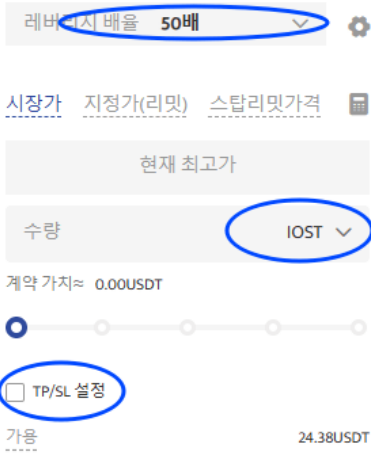 레버리지 배율 50배
시장가 지정가(리밋) 스탑리밋가격
현재 최고가
수량 IOST
계약 가치≈ 0.00USDT
TP/SL 설정
가용 24.38USDT